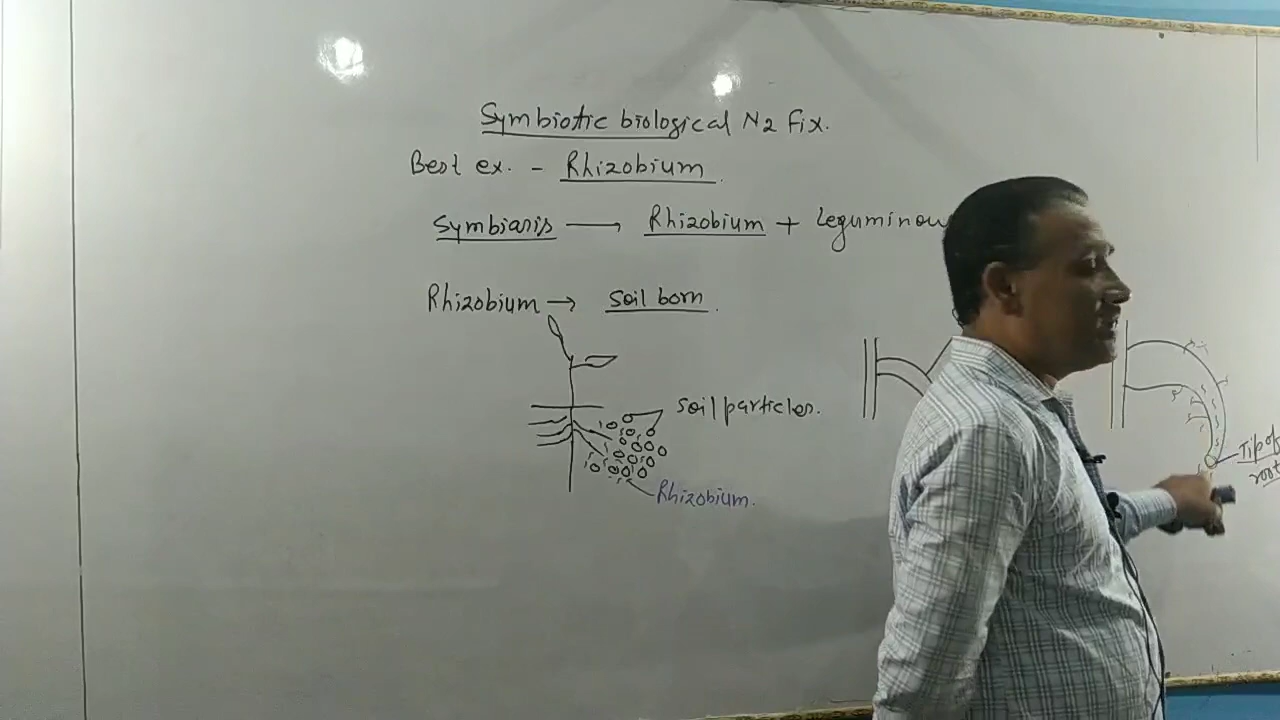 Symbiotic biological N2 fix.
Best ex. - Rhizobium.
Symbiosis → Rhizobium + leguminou
Rhizobium → Soil born.
Soil particles.
Rhizobium.
Tip of
root